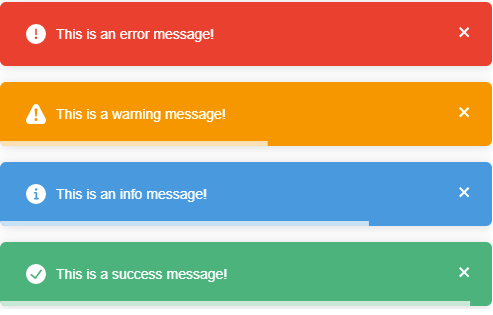 This is an error message!
This is a warning message!
This is an info message!
This is a success message!